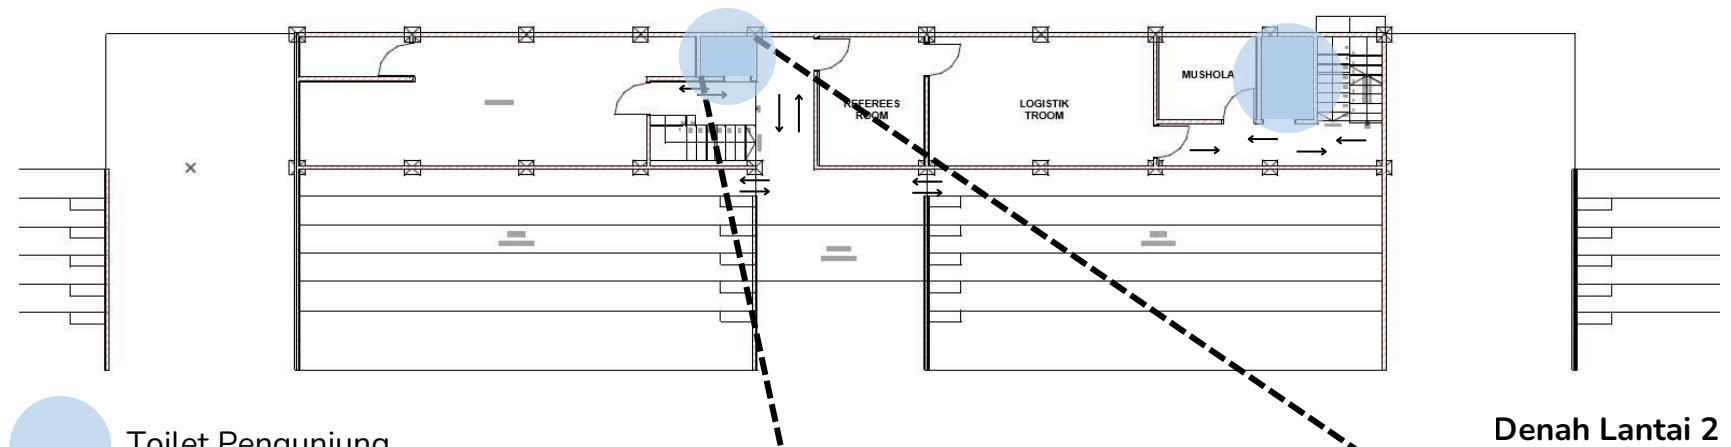 MUSHOLA
REFEREES
ROOM
LOGISTIK
TROOM
Toilet Pengunjung
Denah Lantai 2